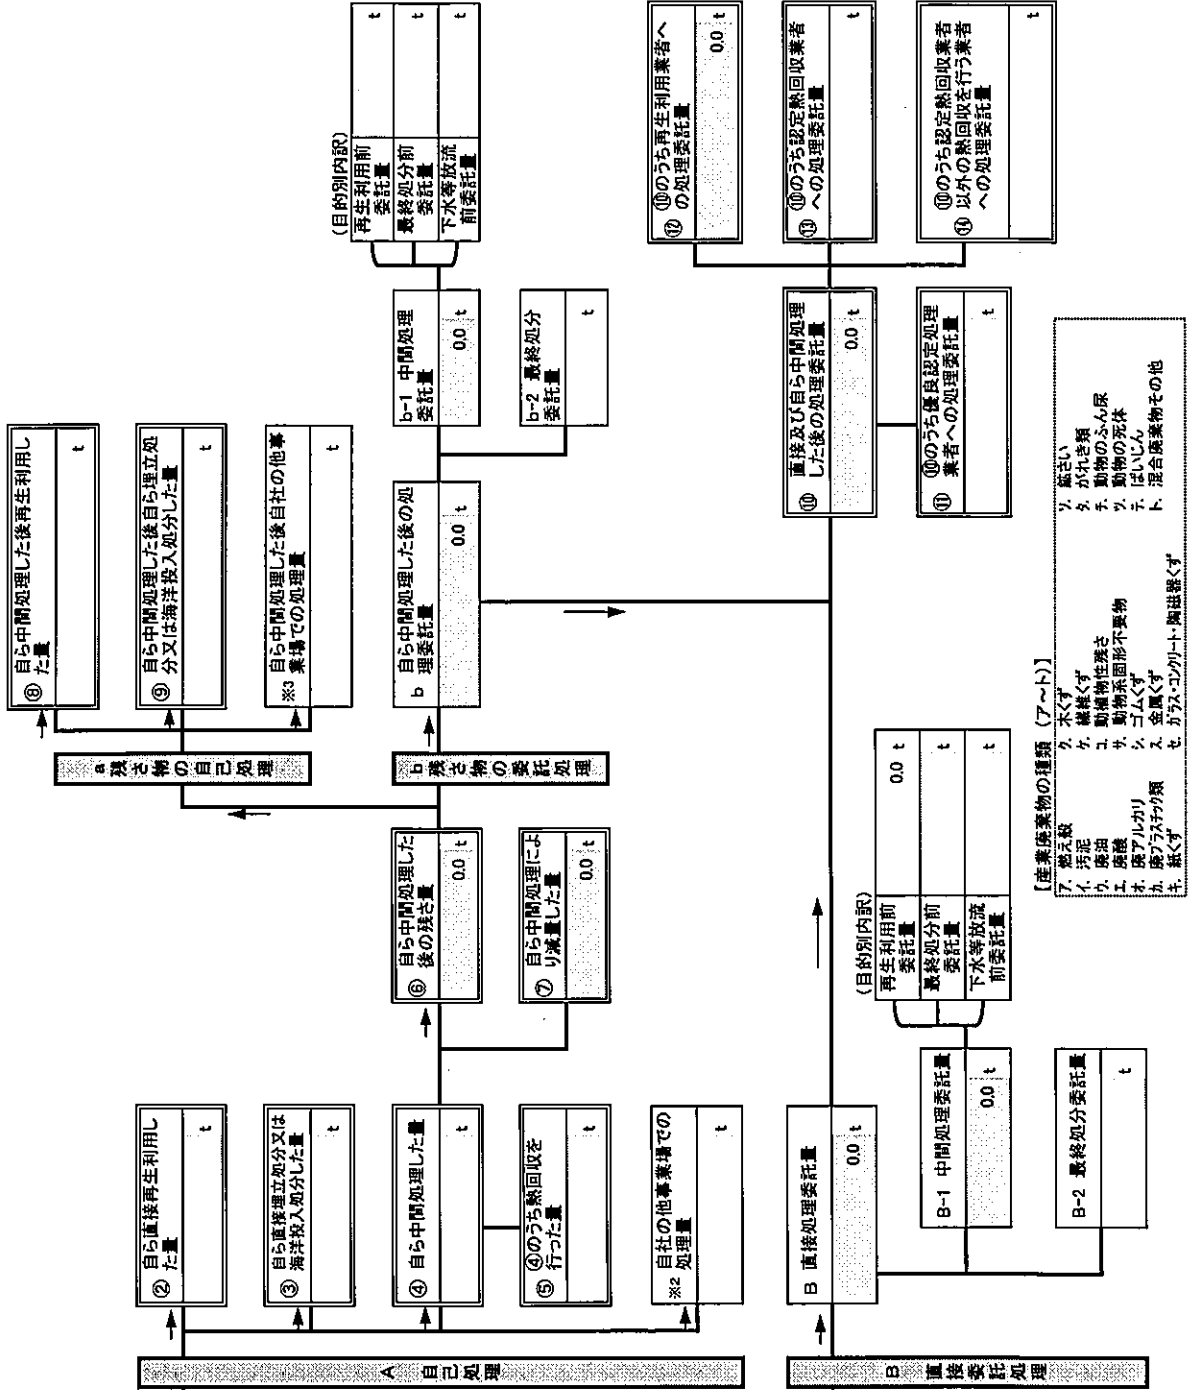 A 自己処理
② 自ら直接再生利用し
た量
t
③ 自ら直接埋立処分又は
海洋投入処分した量
t
④ 自ら中間処理した量
t
⑤ ④のうち熱回収を
行った量
t
※2 自社の他事業場での
処理量
t
⑥ 自ら中間処理した
後の残さ量
0.0 t
⑦ 自ら中間処理によ
り減量した量
0.0 t
a 残さ物の自己処理
⑧ 自ら中間処理した後再生利用し
た量
t
⑨ 自ら中間処理した後自ら埋立処
分又は海洋投入処分した量
t
※3 自ら中間処理した後自社の他事
業場での処理量
t
b 残さ物の委託処理
b 自ら中間処理した後の処
理委託量
0.0 t
b-1 中間処理
委託量
0.0 t
b-2 最終処分
委託量
t
(目的別内訳)
再生利用前
委託量
t
最終処分前
委託量
t
下水等放流
前委託量
t
B 直接委託処理
B 直接処理委託量
0.0 t
B-1 中間処理委託量
0.0 t
B-2 最終処分委託量
t
(目的別内訳)
再生利用前
委託量
0.0 t
最終処分前
委託量
t
下水等放流
前委託量
t
⑩ 直接及び自ら中間処理
した後の処理委託量
0.0 t
⑪ ⑩のうち優良認定処理
業者への処理委託量
t
⑫ ⑩のうち再生利用業者へ
の処理委託量
0.0 t
⑬ ⑩のうち認定熱回収業者
への処理委託量
t
⑭ ⑩のうち認定熱回収業者
以外の熱回収を行う業者
への処理委託量
t
【産業廃棄物の種類 (ア~ト)】
ア. 燃え殻
イ. 汚泥
ウ. 廃油
エ. 廃酸
オ. 廃アルカリ
カ. 廃プラスチック類
キ. 紙くず
ク. 木くず
ケ. 繊維くず
コ. 動植物性残さ
サ. 動物系固形不要物
シ. ゴムくず
ス. 金属くず
セ. ガラス・コンクリート・陶磁器くず
ソ. 鉱さい
タ. がれき類
チ. 動物のふん尿
ツ. 動物の死体
テ. ばいじん
ト. 混合廃棄物その他